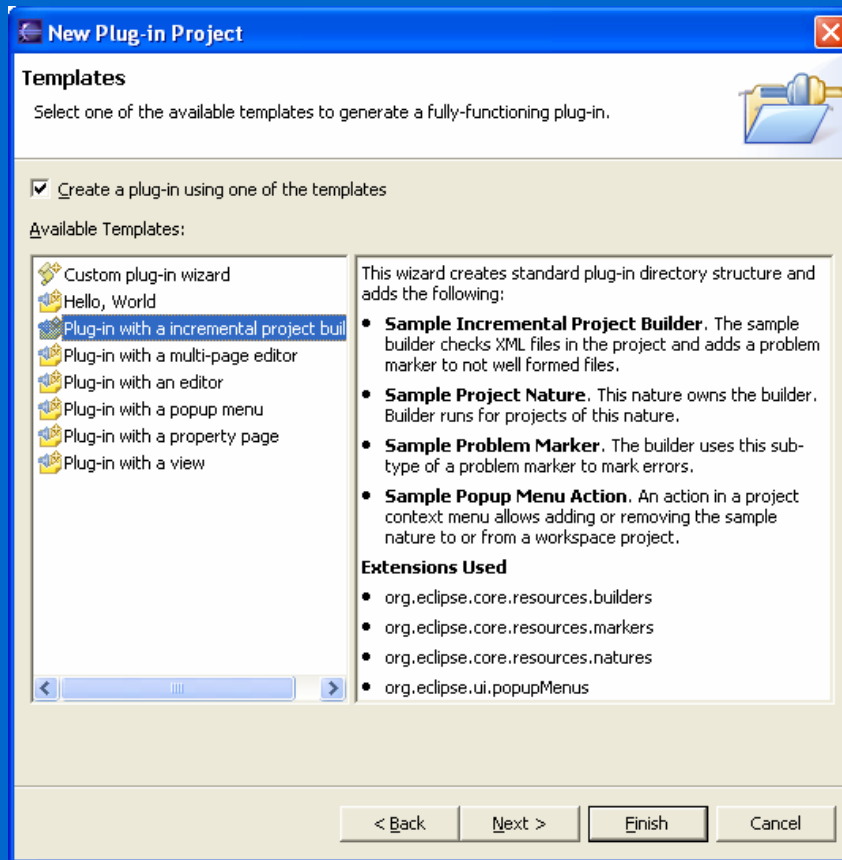 New Plug-in Project
Templates
Select one of the available templates to generate a fully-functioning plug-in.
Create a plug-in using one of the templates
Available Templates:
Custom plug-in wizard
Hello, World
Plug-in with a incremental project buil
Plug-in with a multi-page editor
Plug-in with an editor
Plug-in with a popup menu
Plug-in with a property page
Plug-in with a view
This wizard creates standard plug-in directory structure and
adds the following:
• Sample Incremental Project Builder. The sample
builder checks XML files in the project and adds a problem
marker to not well formed files.
• Sample Project Nature. This nature owns the builder.
Builder runs for projects of this nature.
• Sample Problem Marker. The builder uses this sub-
type of a problem marker to mark errors.
• Sample Popup Menu Action. An action in a project
context menu allows adding or removing the sample
nature to or from a workspace project.
Extensions Used
• org.eclipse.core.resources.builders
• org.eclipse.core.resources.markers
• org.eclipse.core.resources.natures
• org.eclipse.ui.popupMenus
< Back
Next >
Finish
Cancel